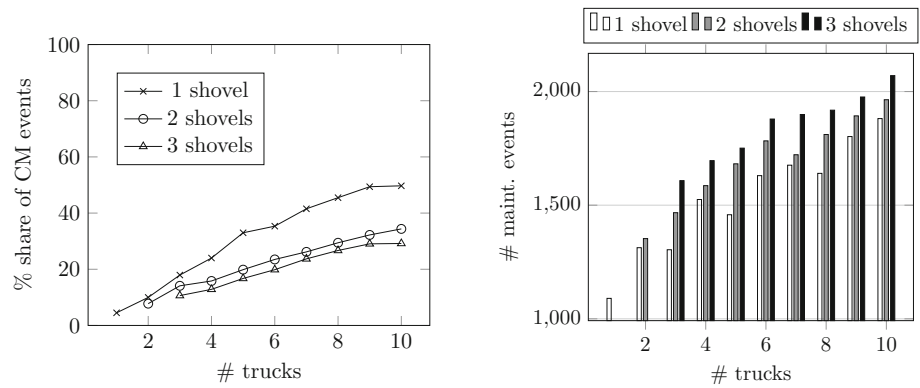 100
80
60
40
20
0
2 4 6 8 10
# trucks
% share of CM events
1 shovel
2 shovels
3 shovels
1 shovel 2 shovels 3 shovels
2,000
1,500
1,000
2 4 6 8 10
# trucks
# maint. events